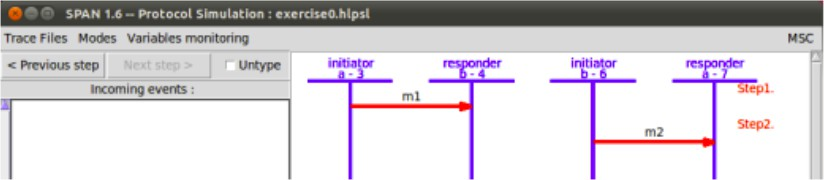 SPAN 1.6 -- Protocol Simulation : exercise0.hlpsl
Trace Files Modes Variables monitoring MSC
< Previous step Next step > Untype
Incoming events :
initiator responder initiator responder
a - 3 b - 4 b - 6 a - 7
Step1.
m1
Step2.
m2